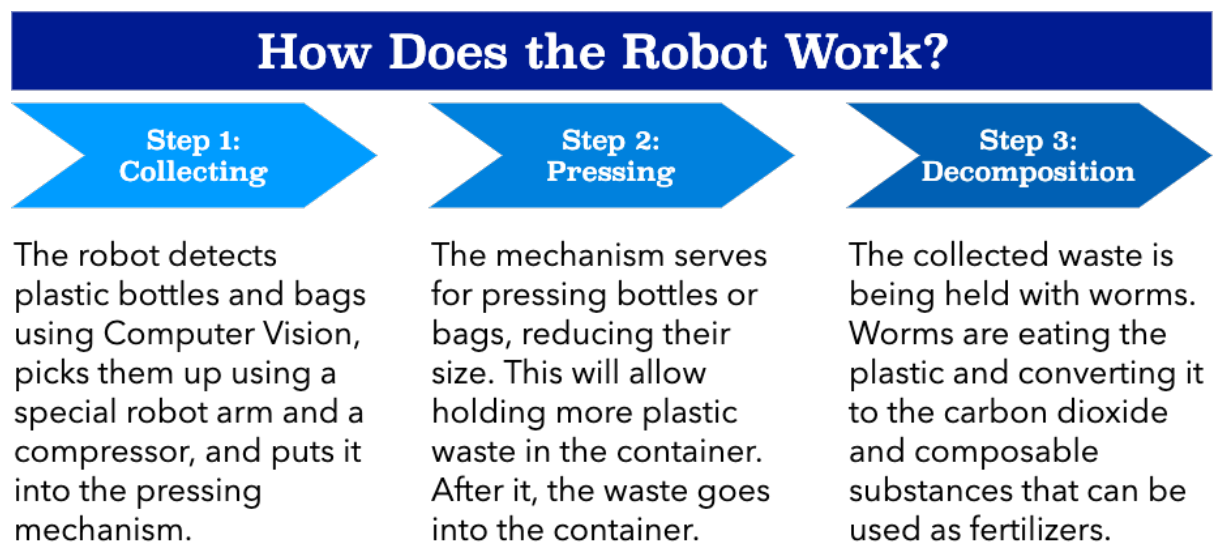 How Does the Robot Work?
Step 1:
Collecting
The robot detects
plastic bottles and bags
using Computer Vision,
picks them up using a
special robot arm and a
compressor, and puts it
into the pressing
mechanism.
Step 2:
Pressing
The mechanism serves
for pressing bottles or
bags, reducing their
size. This will allow
holding more plastic
waste in the container.
After it, the waste goes
into the container.
Step 3:
Decomposition
The collected waste is
being held with worms.
Worms are eating the
plastic and converting it
to the carbon dioxide
and composable
substances that can be
used as fertilizers.